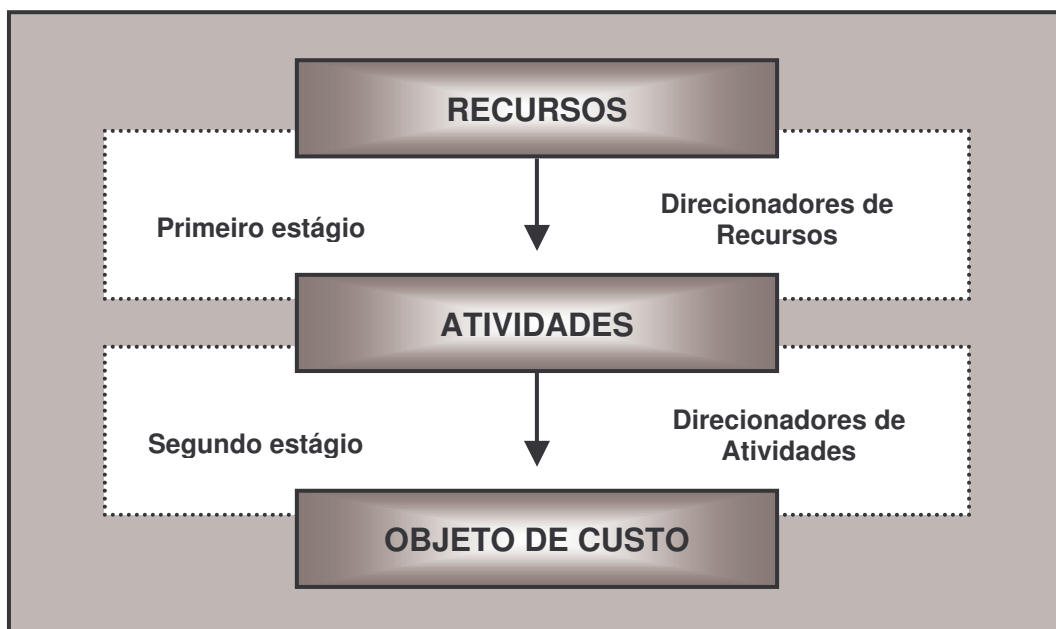 RECURSOS
Primeiro estágio
Direcionadores de
Recursos
ATIVIDADES
Segundo estágio
Direcionadores de
Atividades
OBJETO DE CUSTO